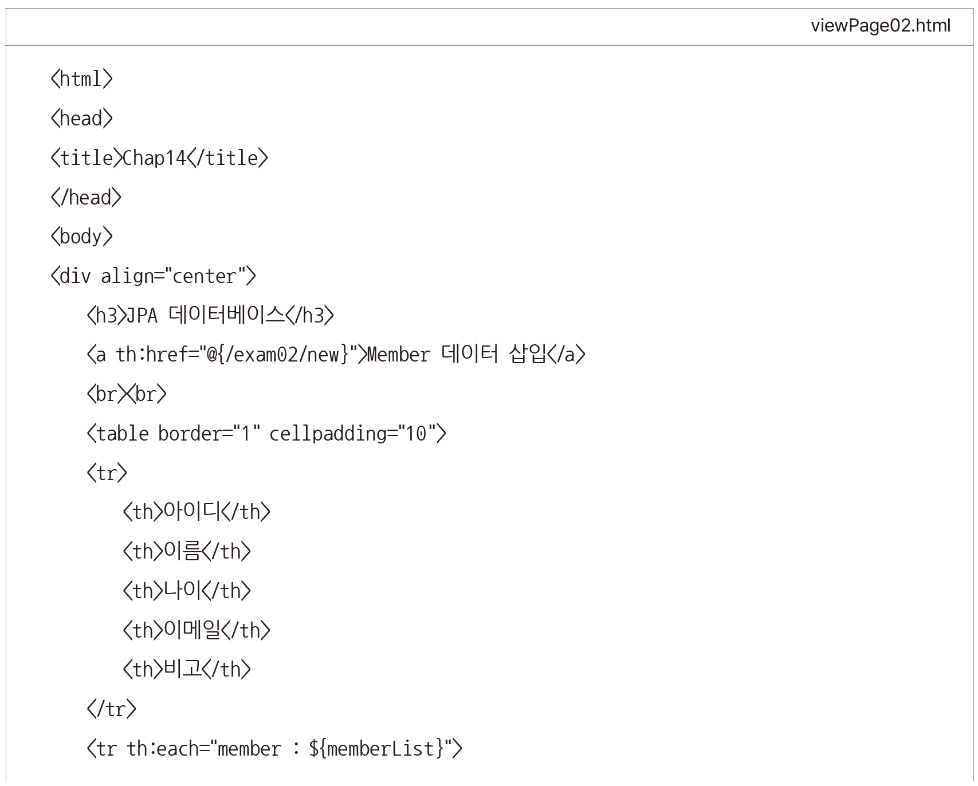 viewPage02.html
<html>
<head>
<title>Chap14</title>
</head>
<body>
<div align="center">
<h3>JPA 데이터베이스</h3>
<a th:href="@{/exam02/new}">Member 데이터 삽입</a>
<br><br>
<table border="1" cellpadding="10">
<tr>
<th>아이디</th>
<th>이름</th>
<th>나이</th>
<th>이메일</th>
<th>비고</th>
</tr>
<tr th:each="member : ${memberList}">